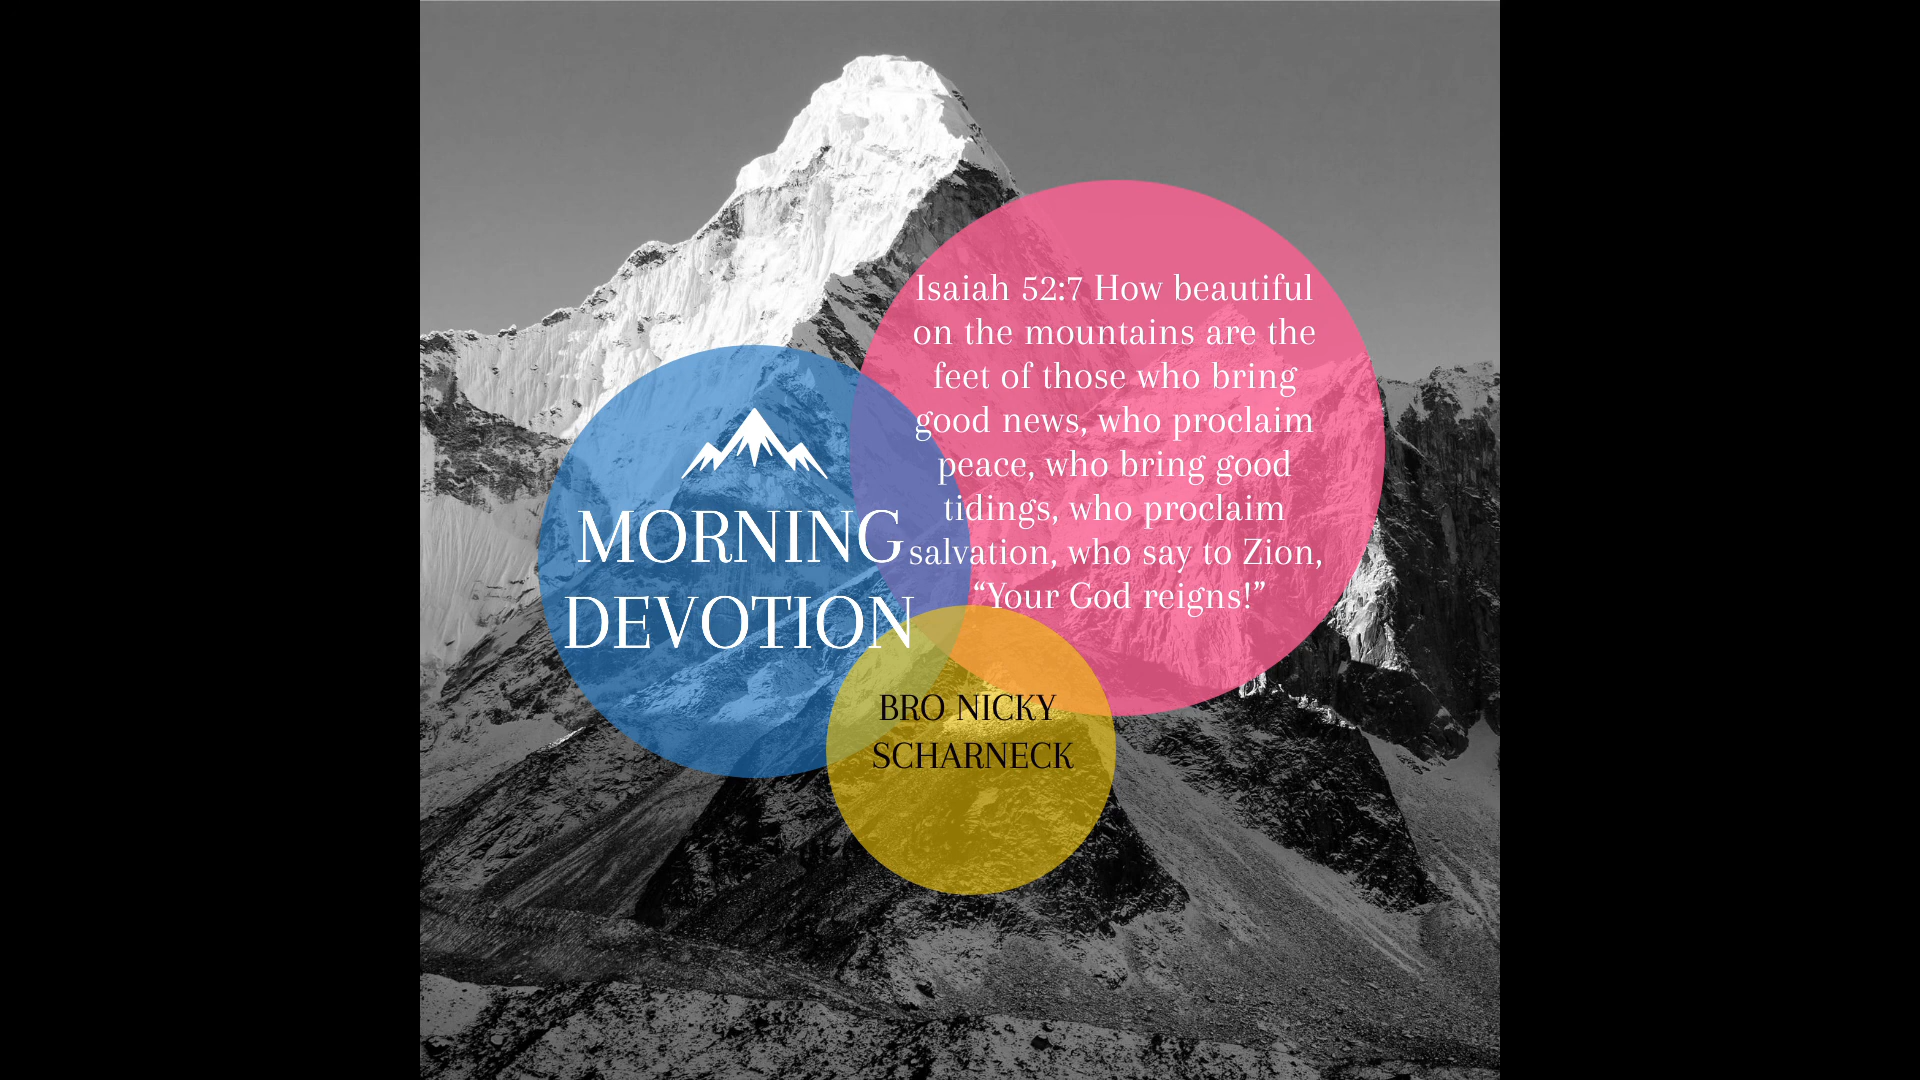 MORNING
DEVOTION
Isaiah 52:7 How beautiful
on the mountains are the
feet of those who bring
good news, who proclaim
peace, who bring good
tidings, who proclaim
salvation, who say to Zion,
“Your God reigns!”
BRO NICKY
SCHARNECK